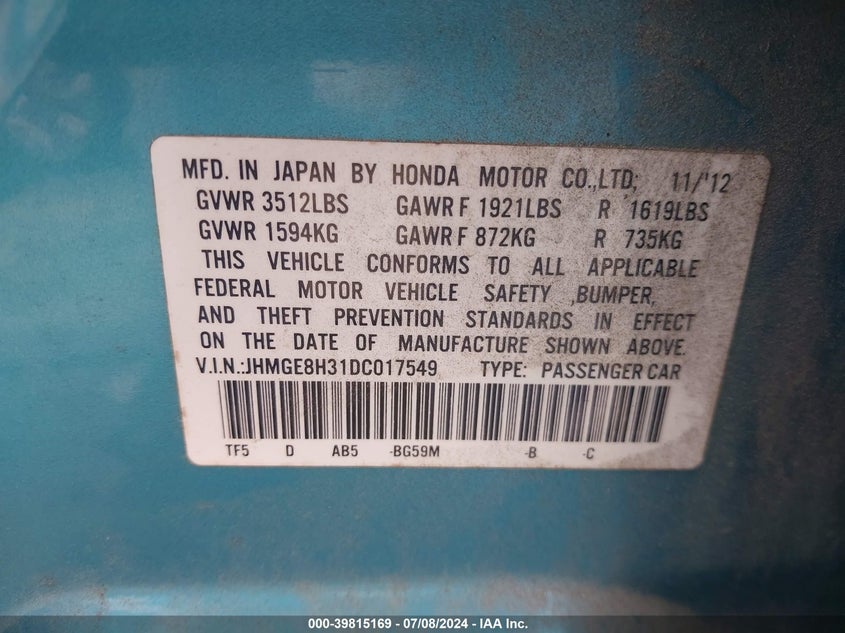 MFD. IN JAPAN BY HONDA MOTOR CO.,LTD; 11/'12
GVWR 3512LBS GAWR F 1921LBS R 1619LBS
GVWR 1594KG GAWR F 872KG R 735KG
THIS VEHICLE CONFORMS TO ALL APPLICABLE
FEDERAL MOTOR VEHICLE SAFETY ,BUMPER,
AND THEFT PREVENTION STANDARDS IN EFFECT
ON THE DATE OF MANUFACTURE SHOWN ABOVE.
V.I.N.:JHMGE8H31DC017549 TYPE: PASSENGER CAR
TF5 D AB5 -BG59M -B -C
000-39815169 - 07/08/2024 - IAA Inc.